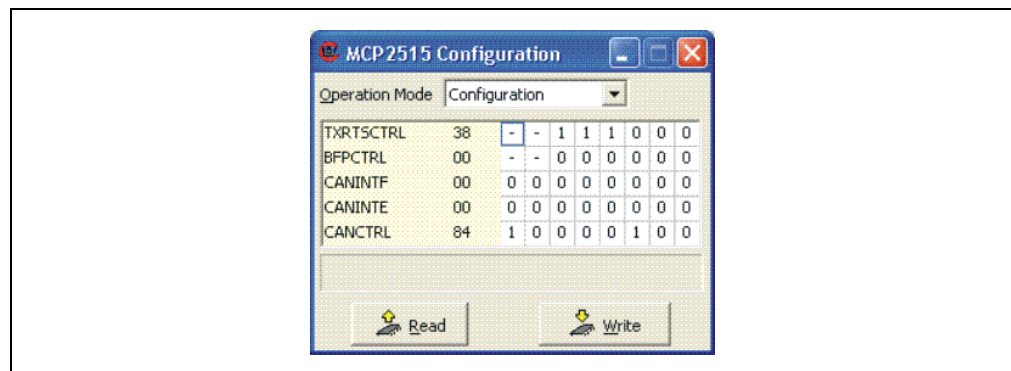 MCP2515 Configuration
Operation Mode Configuration
TXRTSCTRL 38 - - 1 1 1 0 0 0
BFPCTRL 00 - - 0 0 0 0 0 0
CANINTF 00 0 0 0 0 0 0 0 0
CANINTE 00 0 0 0 0 0 0 0 0
CANCTRL 84 1 0 0 0 0 1 0 0
Read Write